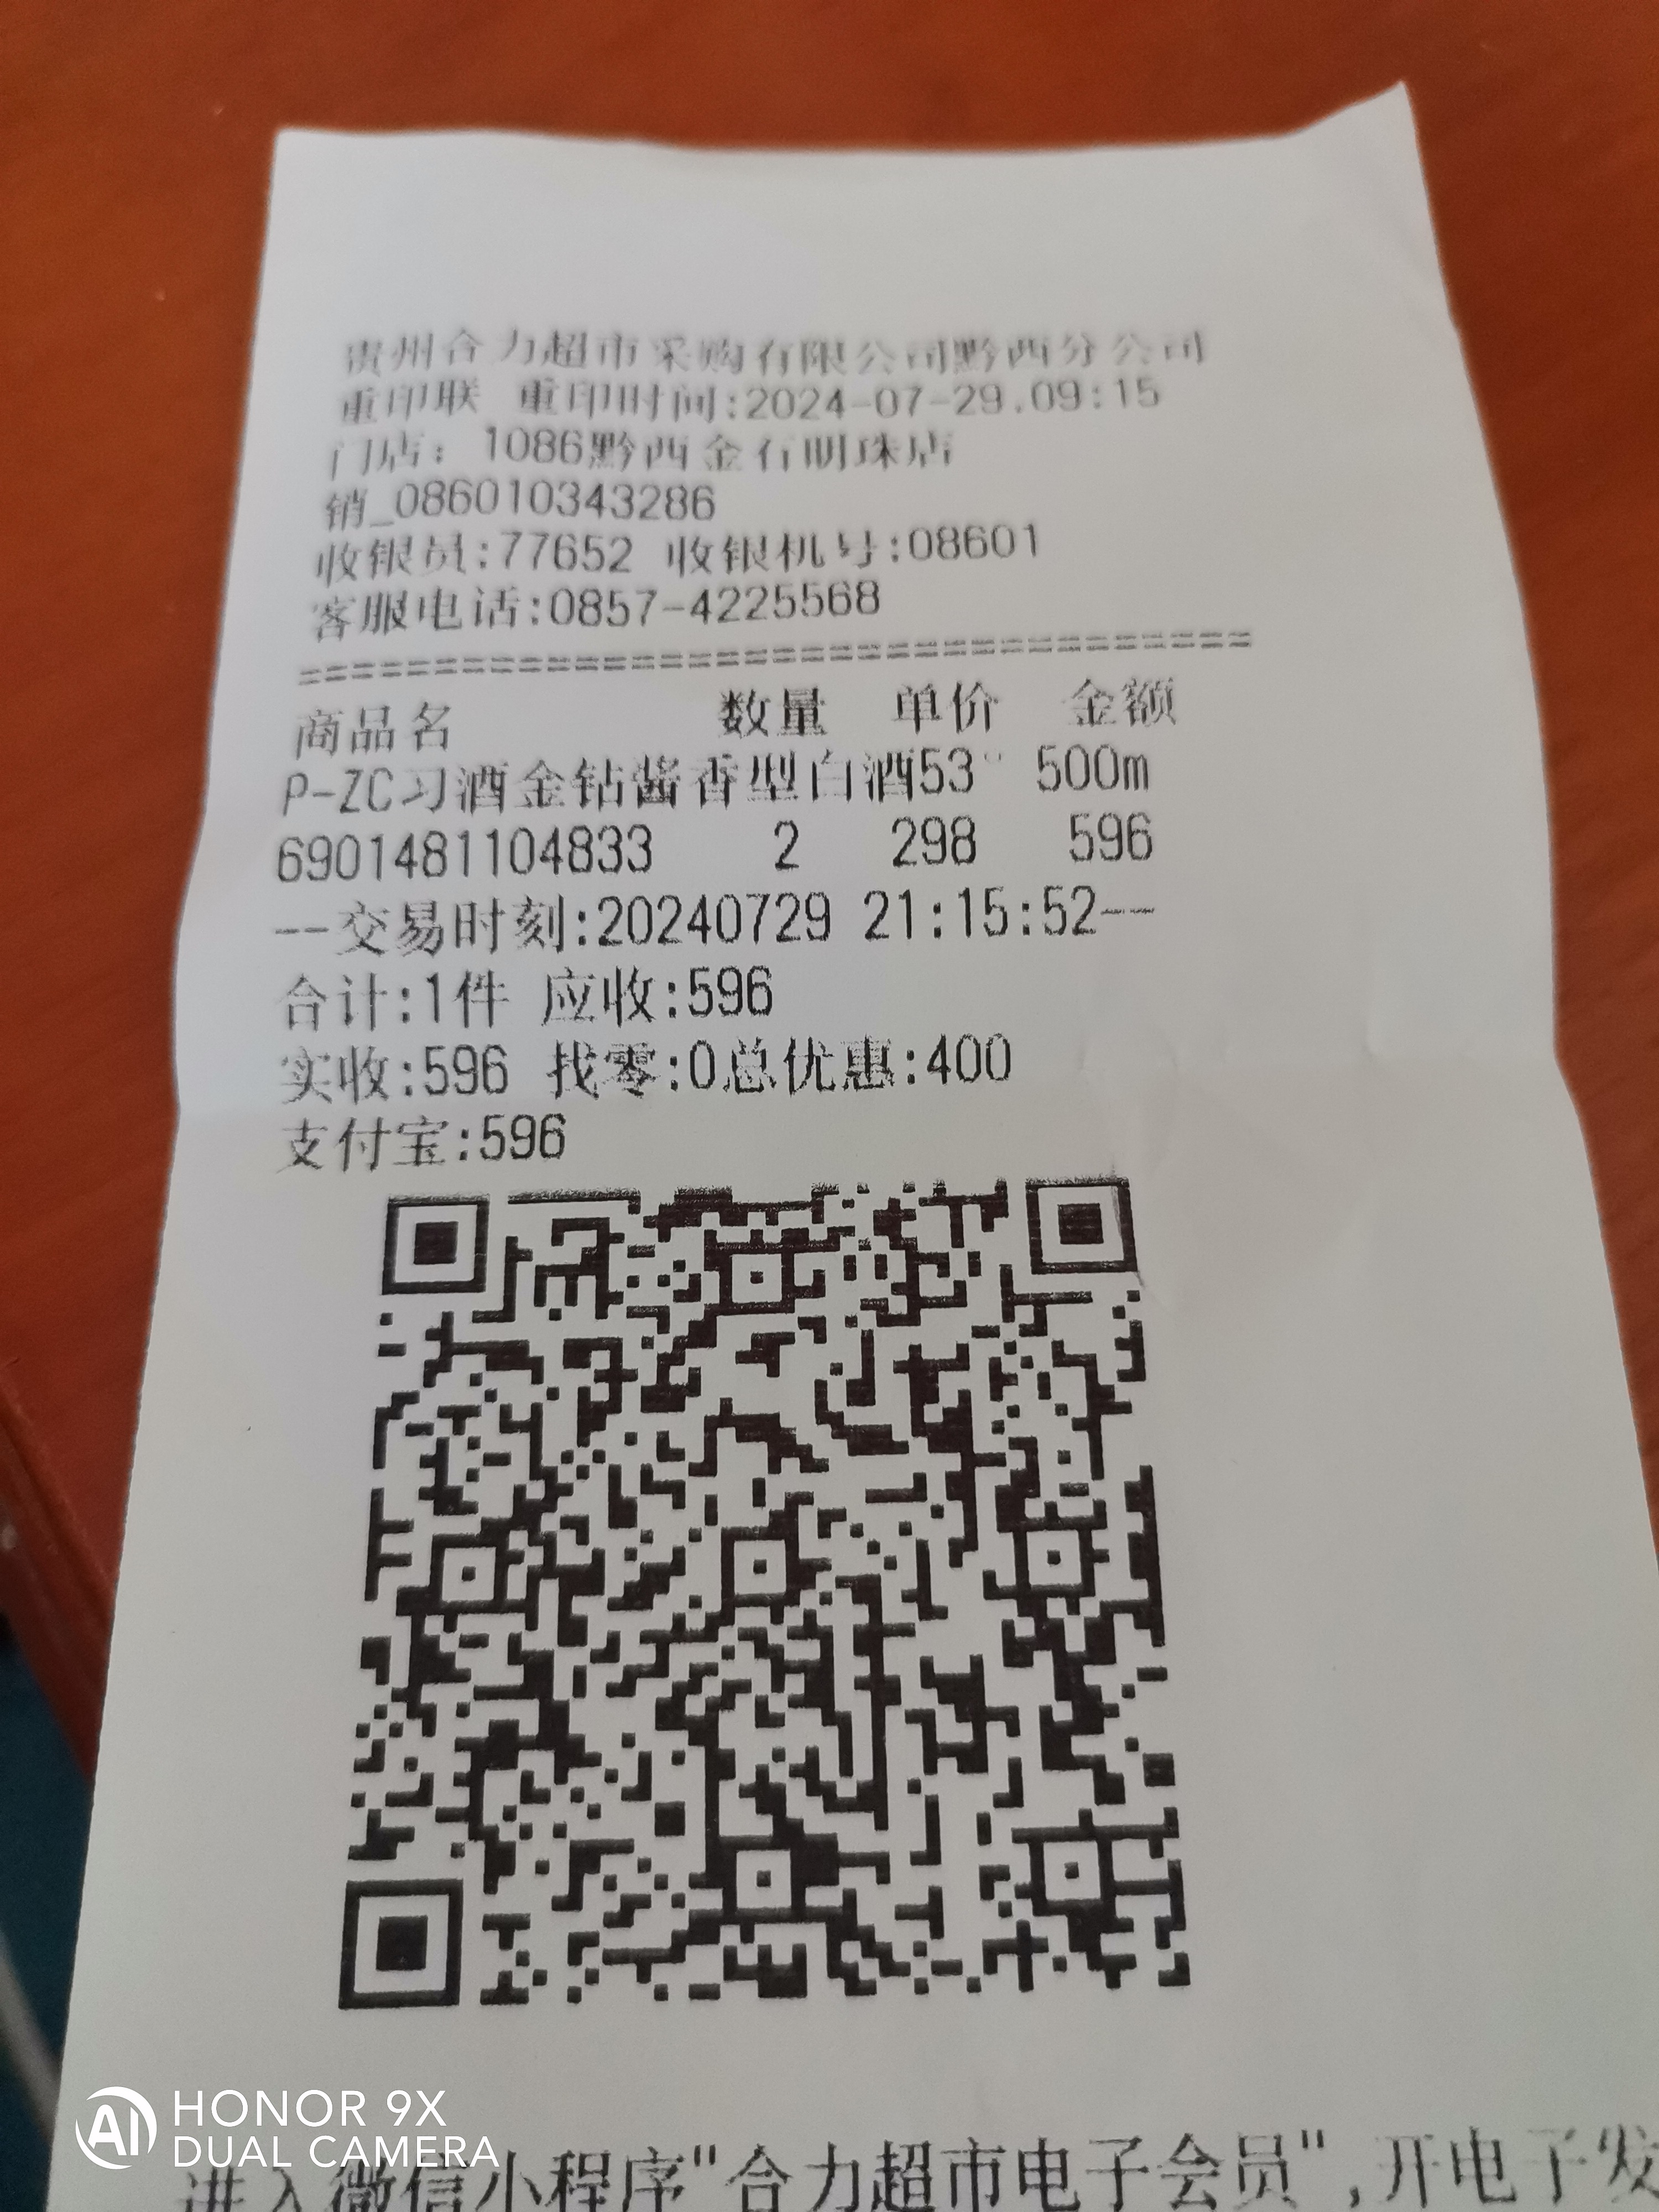 贵州合力超市采购有限公司黔西分公司
重印联 重印时间:2024-07-29.09:15
门店: 1086黔西金石明珠店
销_086010343286
收银员:77652 收银机号:08601
客服电话:0857-4225568
==================================
商品名 数量 单价 金额
P-ZC习酒金钻酱香型白酒53° 500m
6901481104833 2 298 596
--交易时刻:20240729 21:15:52--
合计:1件 应收:596
实收:596 找零:0总优惠:400
支付宝:596
进入微信小程序"合力超市电子会员",开电子发
HONOR 9X
DUAL CAMERA
AI